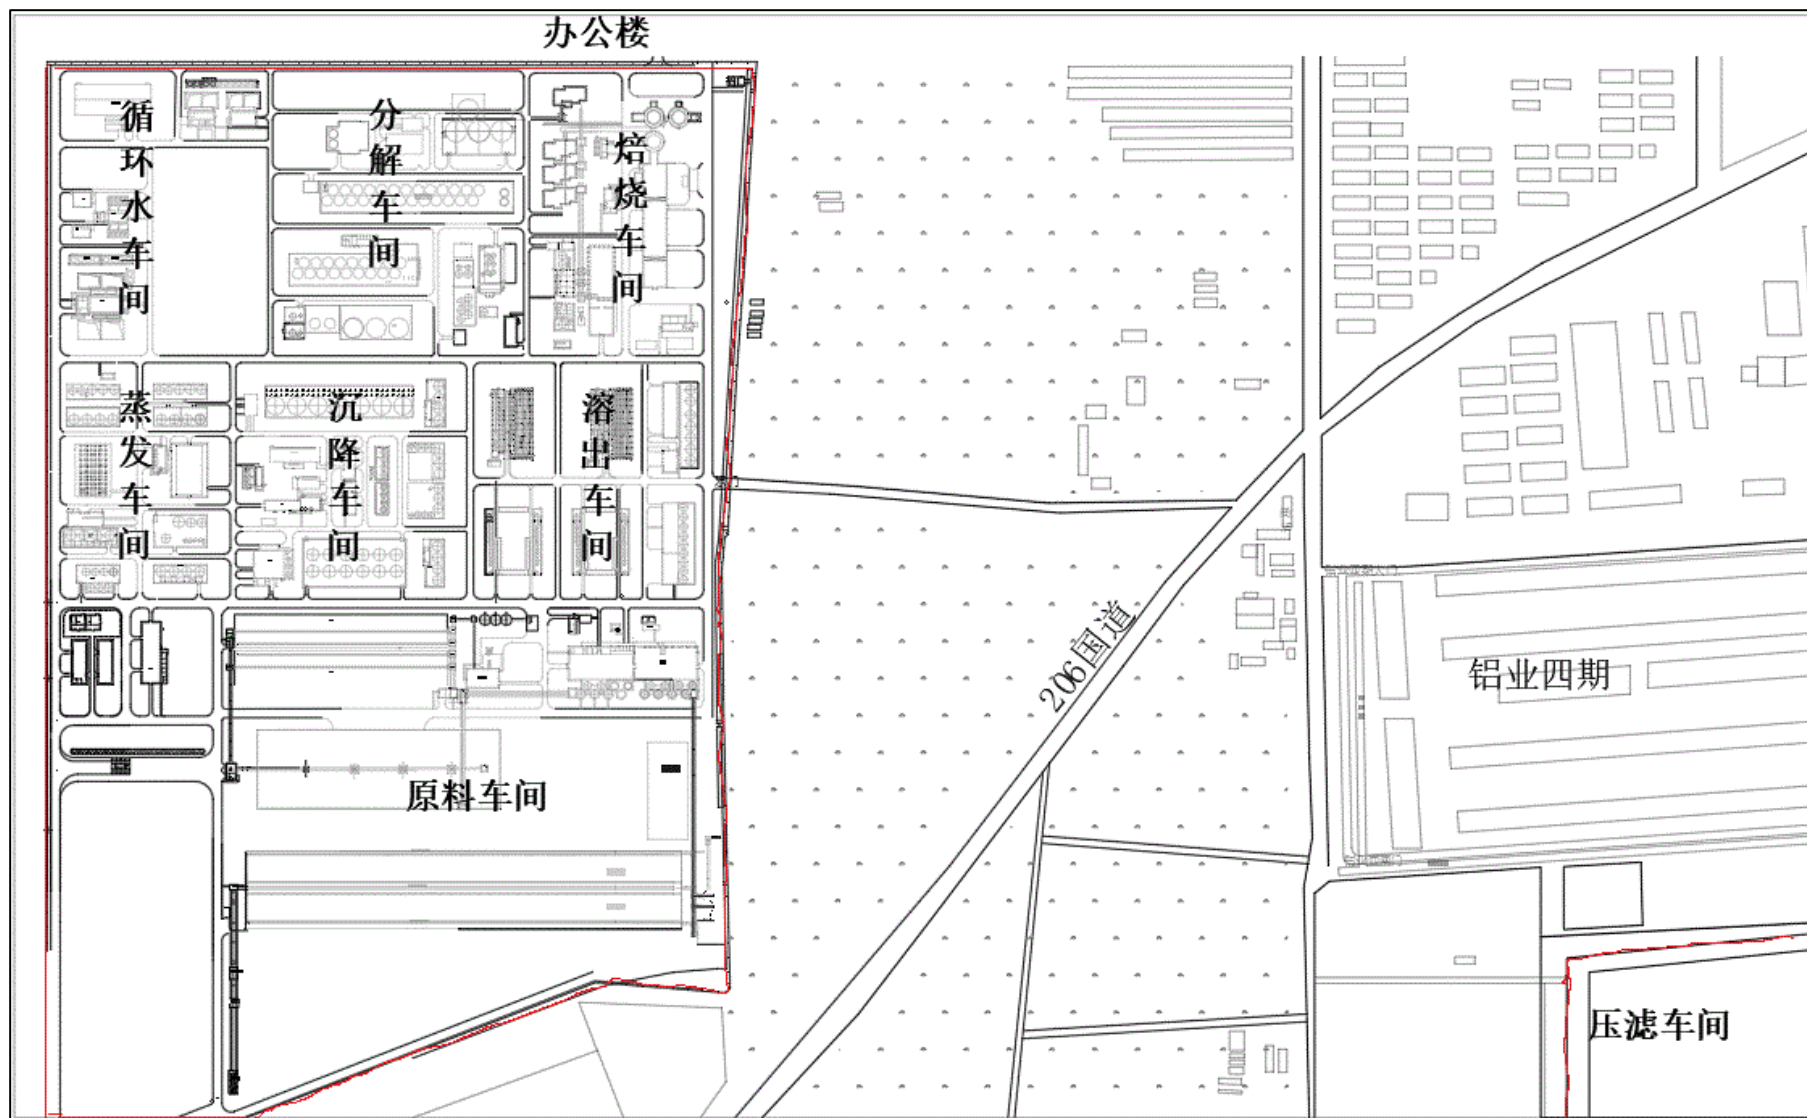 办公楼
循环水车间
分解车间
焙烧车间
蒸发车间
沉降车间
溶出车间
206国道
铝业四期
原料车间
压滤车间